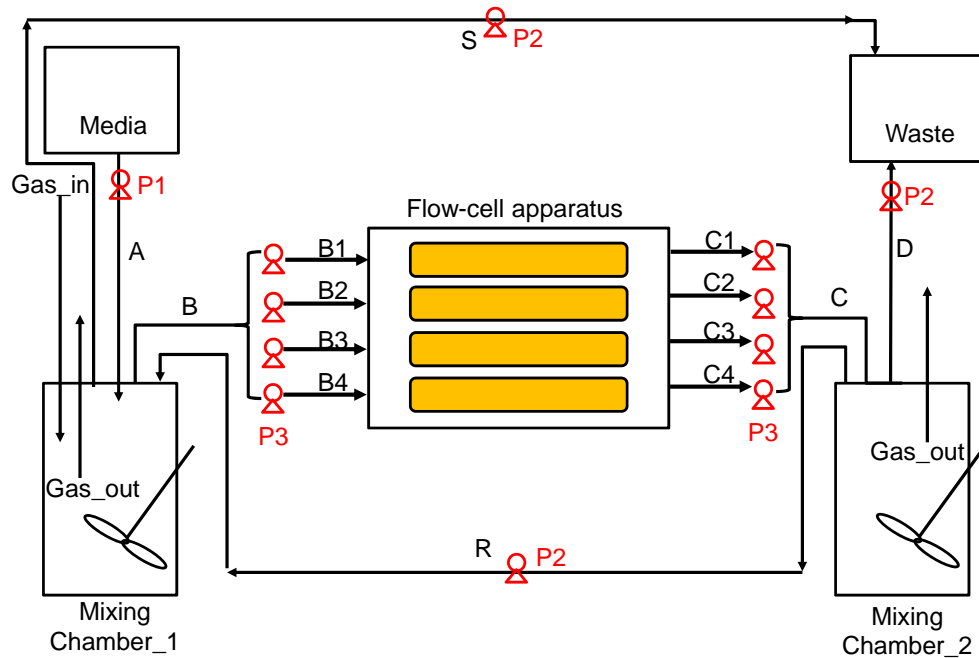 S
P2
Media
Waste
Gas_in
P1
P2
Flow-cell apparatus
A
B1
C1
D
B
B2
C2
C
B3
C3
B4
C4
P3
P3
Gas_out
Gas_out
R
P2
Mixing
Chamber_1
Mixing
Chamber_2